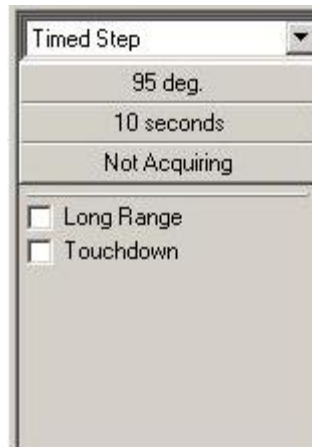 Timed Step
95 deg.
10 seconds
Not Acquiring
Long Range
Touchdown